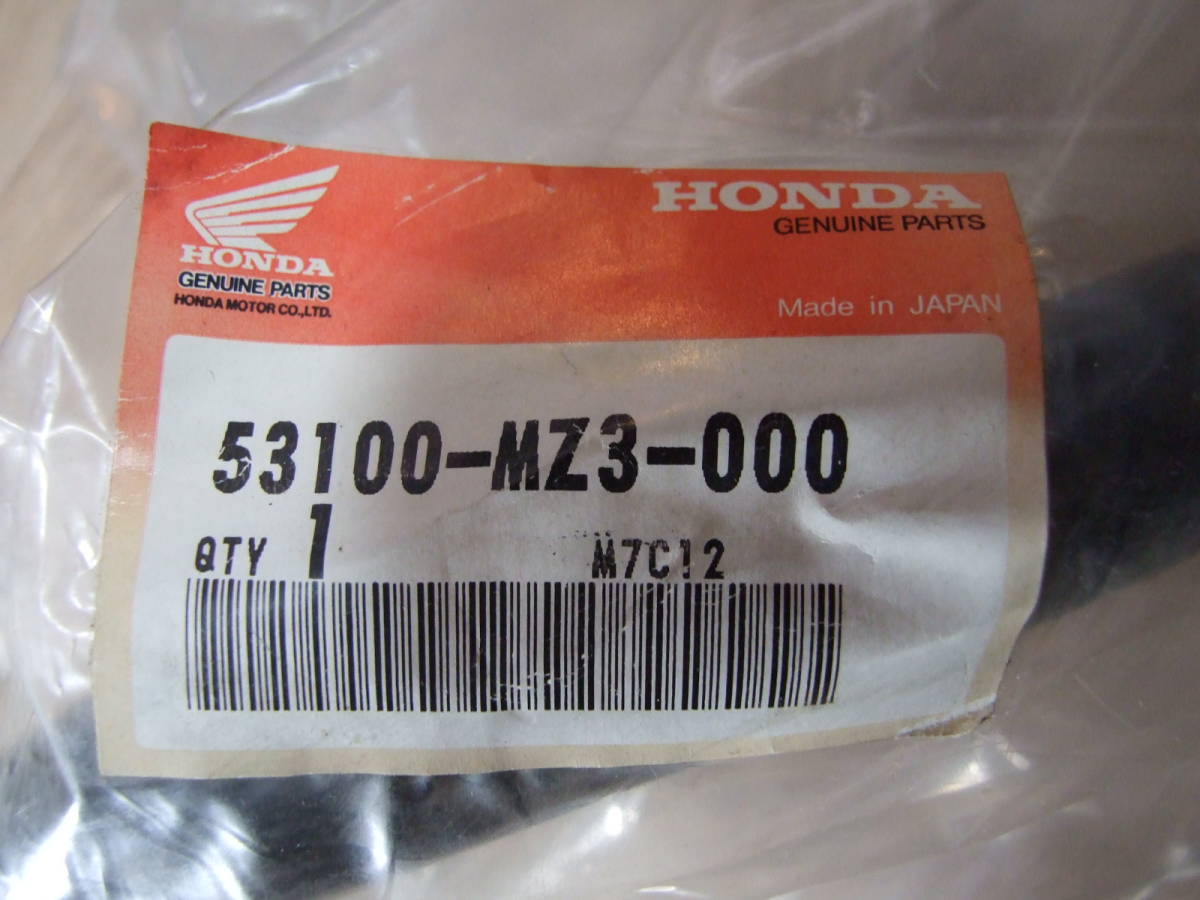 HONDA
GENUINE PARTS
HONDA MOTOR CO.,LTD.
HONDA
GENUINE PARTS
Made in JAPAN
53100-MZ3-000
QTY 1 M7C12